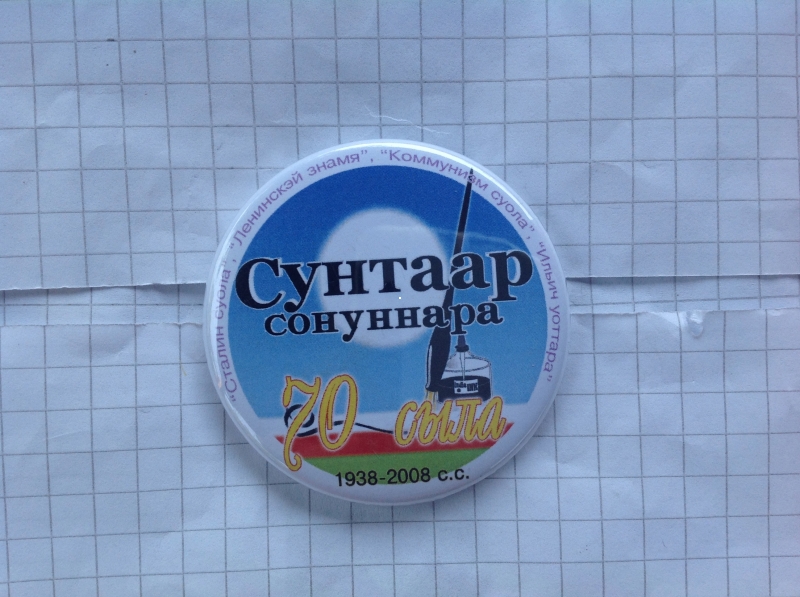 "Сталин суола", "Ленинскэй знамя", "Коммунизм суола", "Ильич уоттара"
Сунтаар
сонуннара
70 сыла
1938-2008 с.с.